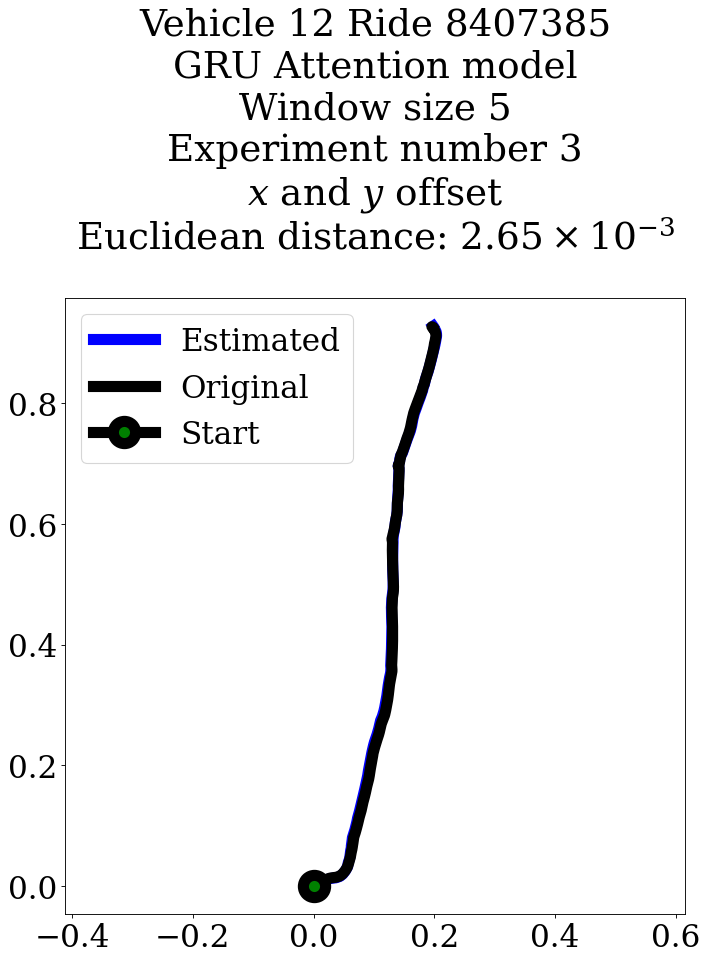 Vehicle 12 Ride 8407385
GRU Attention model
Window size 5
Experiment number 3
x and y offset
Euclidean distance: 2.65 × 10⁻³
Estimated
Original
Start
0.8
0.6
0.4
0.2
0.0
−0.4 −0.2 0.0 0.2 0.4 0.6